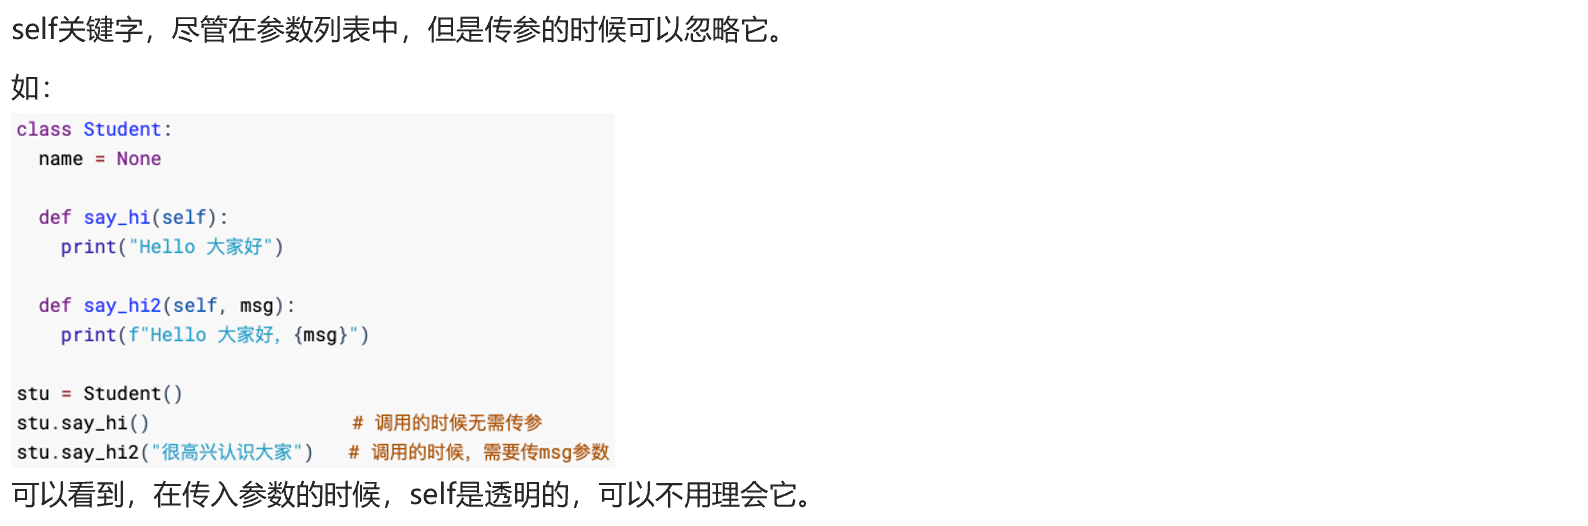 self关键字，尽管在参数列表中，但是传参的时候可以忽略它。
如：
class Student:
  name = None

  def say_hi(self):
    print("Hello 大家好")

  def say_hi2(self, msg):
    print(f"Hello 大家好，{msg}")

stu = Student()
stu.say_hi()                  # 调用的时候无需传参
stu.say_hi2("很高兴认识大家")   # 调用的时候，需要传msg参数
可以看到，在传入参数的时候，self是透明的，可以不用理会它。